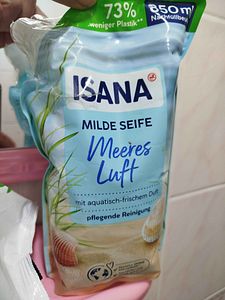 73%
weniger Plastik**
850 ml
Nachfüllbeutel
ISANA
MILDE SEIFE
Meeres
Luft
mit aquatisch-frischem Duft
pflegende Reinigung